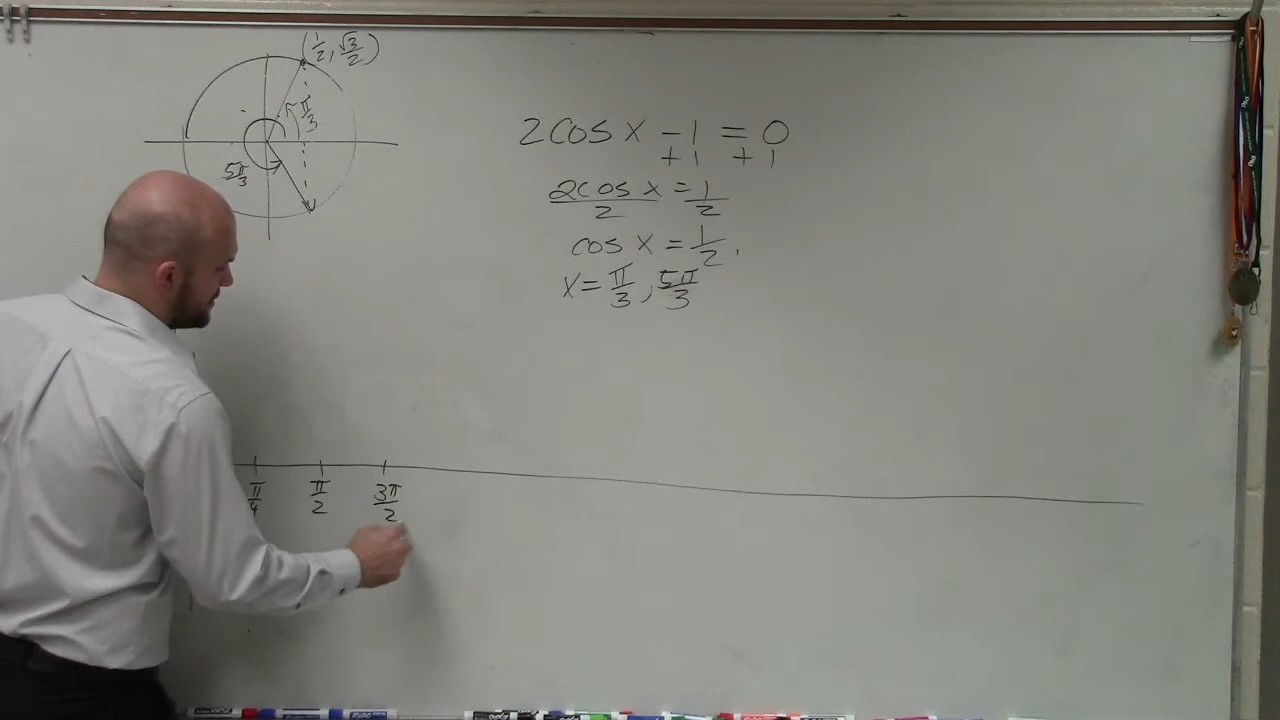 (1/2, √3/2)
π/3
5π/3
2cos x - 1 = 0
+1 +1
2cos x/2 = 1/2
cos x = 1/2
x = π/3, 5π/3
π/4 π/2 3π/2